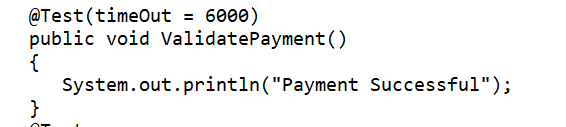 @Test(timeOut = 6000)
public void ValidatePayment()
{
System.out.println("Payment Successful");
}